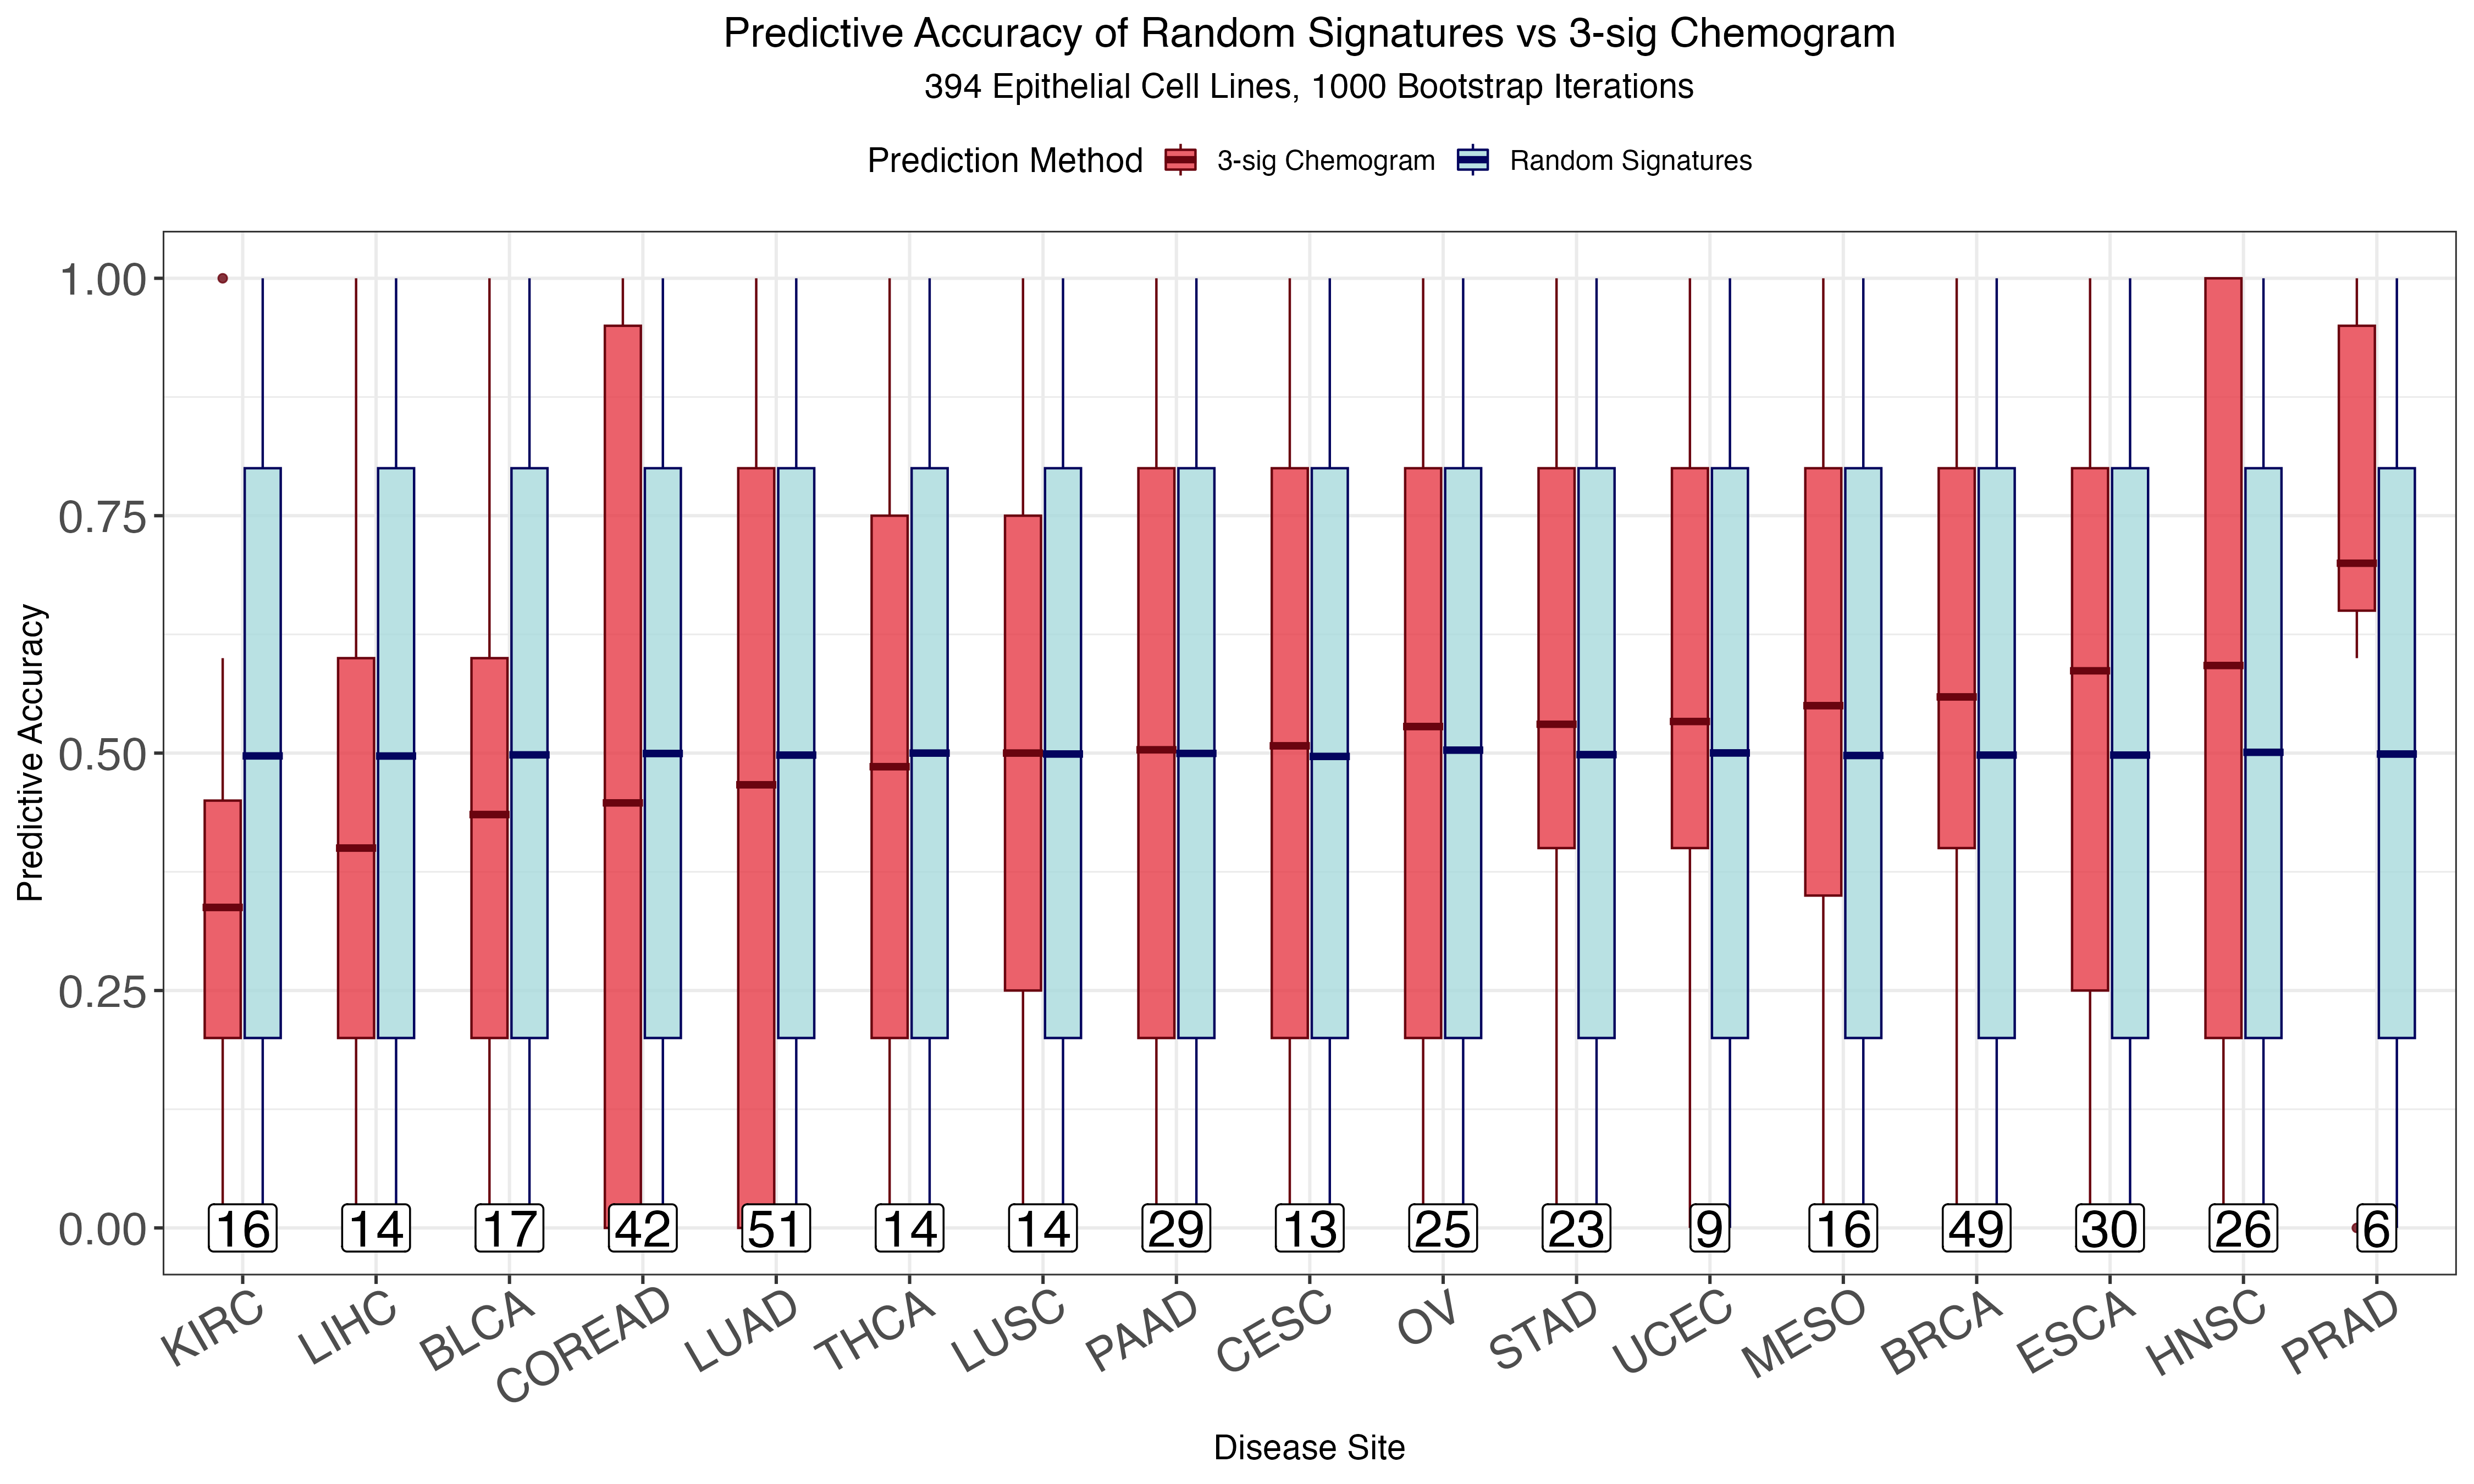 Predictive Accuracy of Random Signatures vs 3-sig Chemogram
394 Epithelial Cell Lines, 1000 Bootstrap Iterations
Prediction Method 3-sig Chemogram Random Signatures
Predictive Accuracy
1.00
0.75
0.50
0.25
0.00
16 14 17 42 51 14 14 29 13 25 23 9 16 49 30 26 6
KIRC LIHC BLCA COREAD LUAD THCA LUSC PAAD CESC OV STAD UCEC MESO BRCA ESCA HNSC PRAD
Disease Site